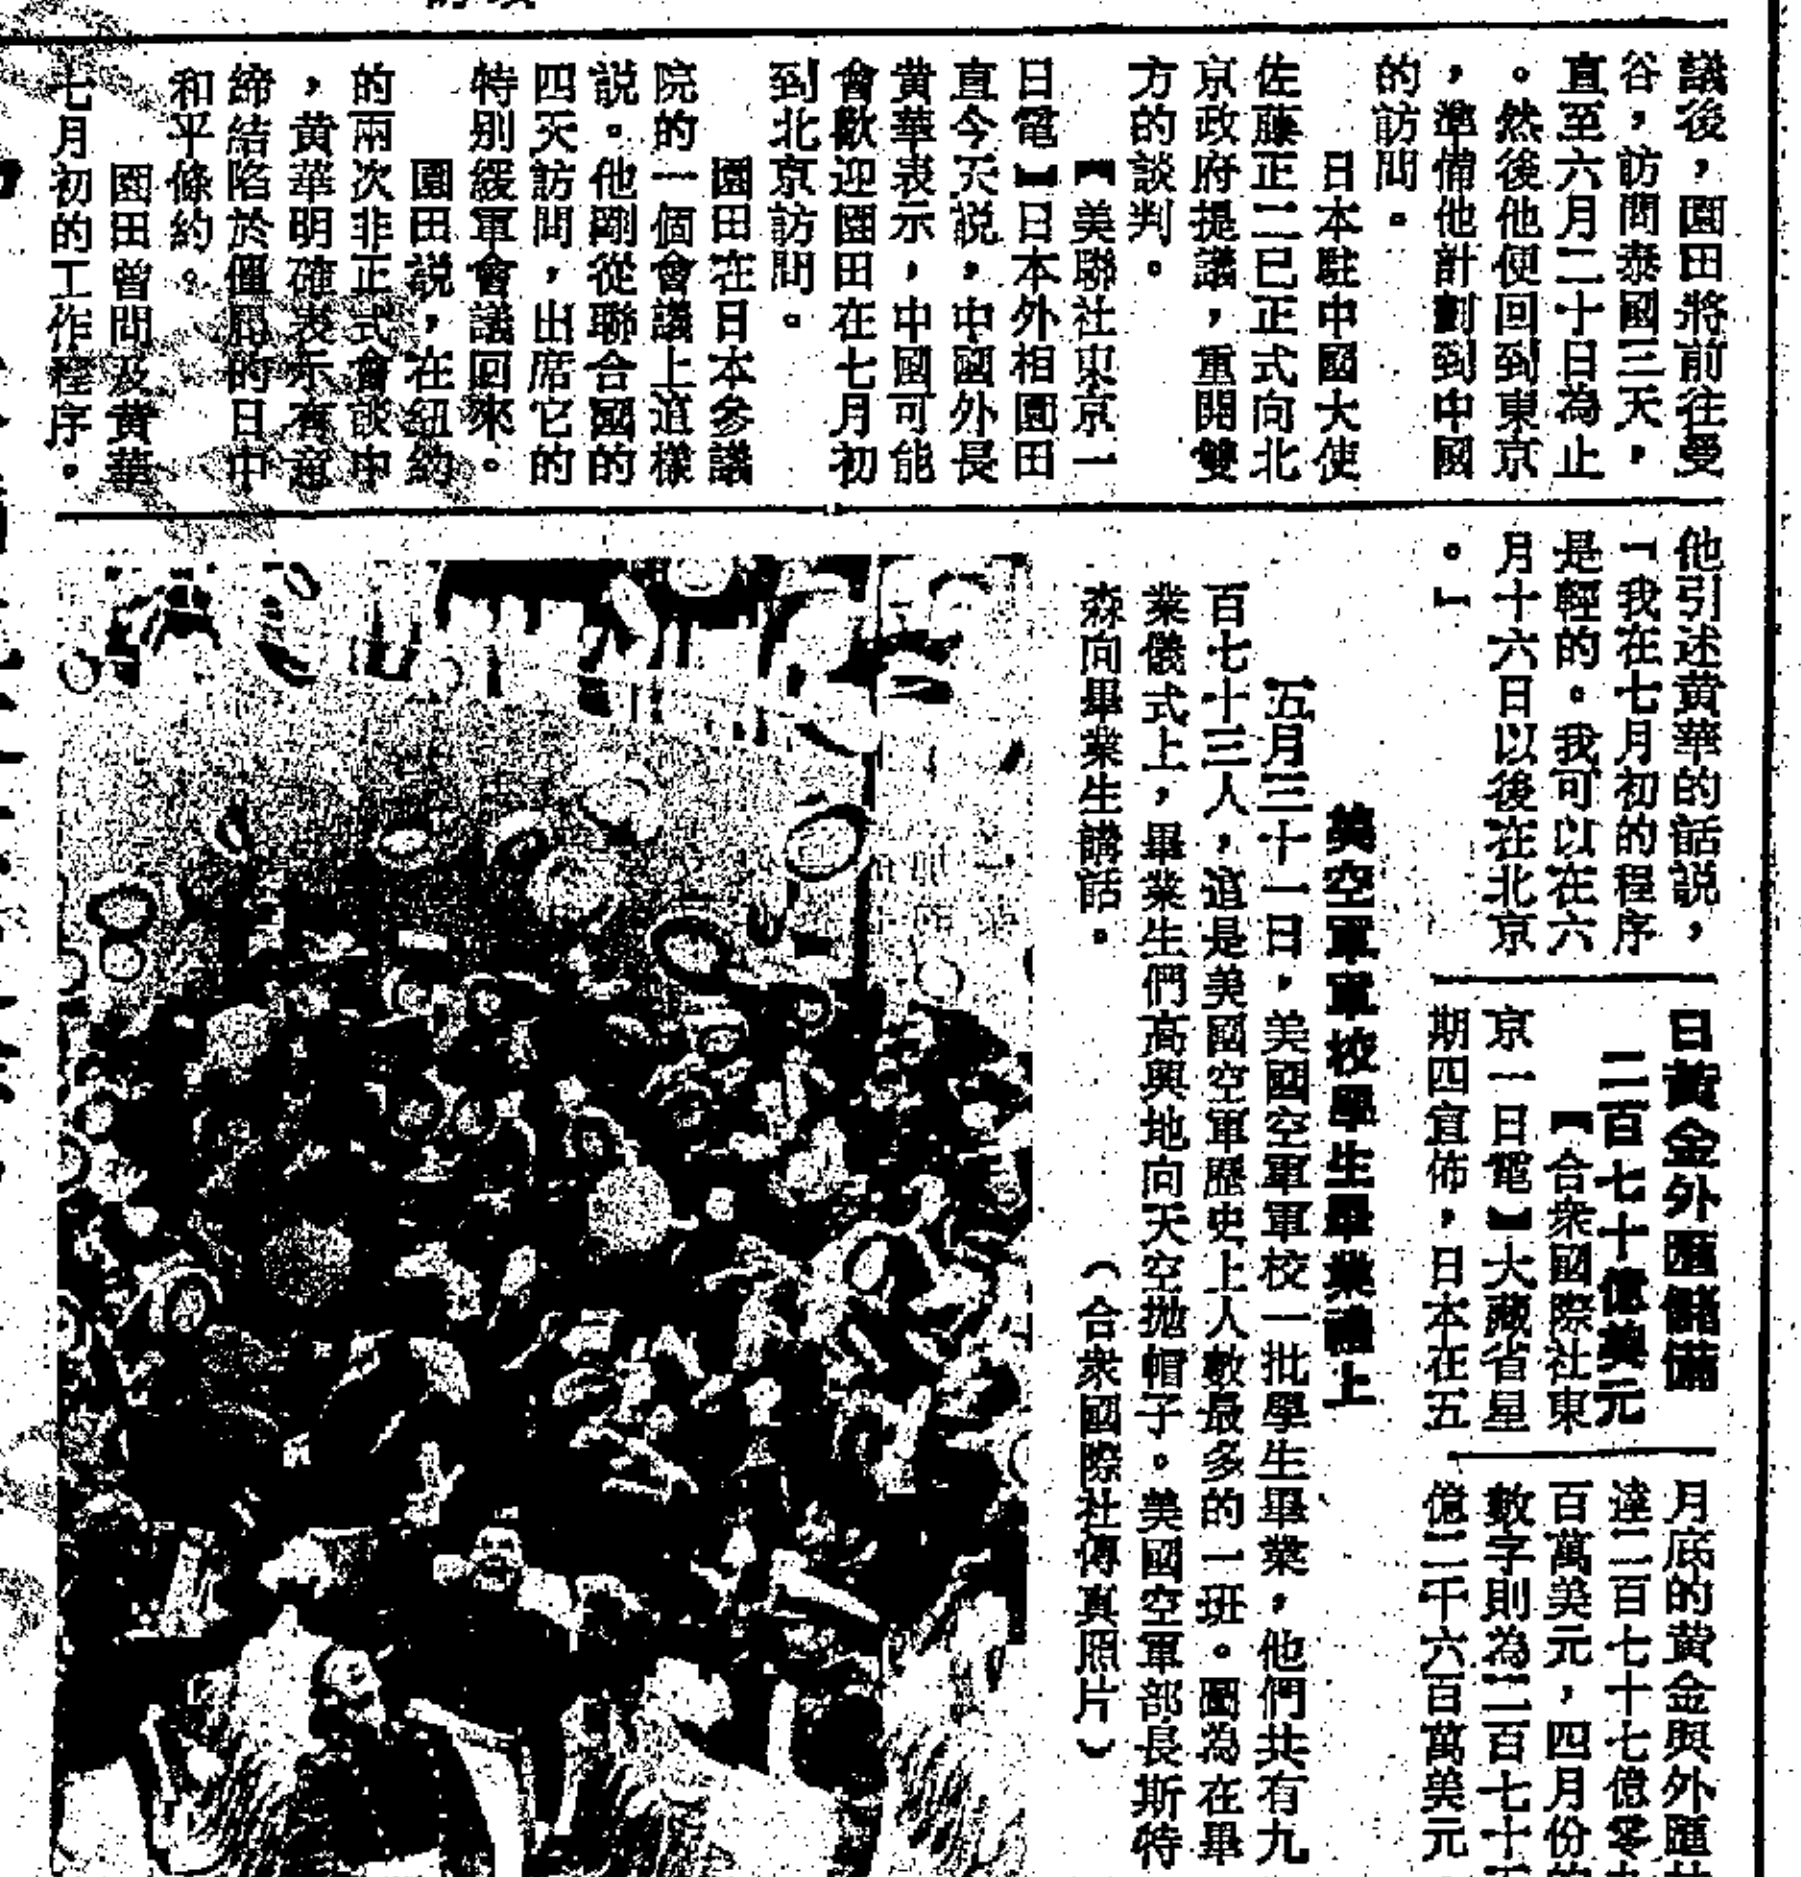 議後，園田將前往曼
谷，訪問泰國三天，
直至六月二十日為止
。然後他便回到東京
，準備他計劃到中國
的訪問。
日本駐中國大使
佐藤正二已正式向北
京政府提議，重開雙
方的談判。
【美聯社東京一
日電】日本外相園田
直今天説，中國外長
黃華表示，中國可能
會歡迎園田在七月初
到北京訪問。
園田在日本參議
院的一個會議上這樣
説。他剛從聯合國的
四天訪問，出席它的
特別緩軍會議回來。
園田説，在紐約
的兩次非正式會談中
，黃華明確表示有意
締結陷於僵局的日中
和平條約。
園田曾問及黃華
七月初的工作程序。
他引述黃華的話説，
「我在七月初的程序
是輕的。我可以在六
月十六日以後在北京
。」
日黃金外匯儲備
二百七十億美元
【合衆國際社東
京一日電】大藏省星
期四宣佈，日本在五
月底的黃金與外匯
達二百七十七億零
百萬美元，四月份的
數字則為二百七十
億三千六百萬美元
美空軍軍校學生畢業禮上
五月三十一日，美國空軍軍校一批學生畢業，他們共有九
百七十三人，這是美國空軍歷史上人數最多的一班。圖為在畢
業儀式上，畢業生們高興地向天空拋帽子。美國空軍部長斯特
森向畢業生講話。
（合衆國際社傳真照片）